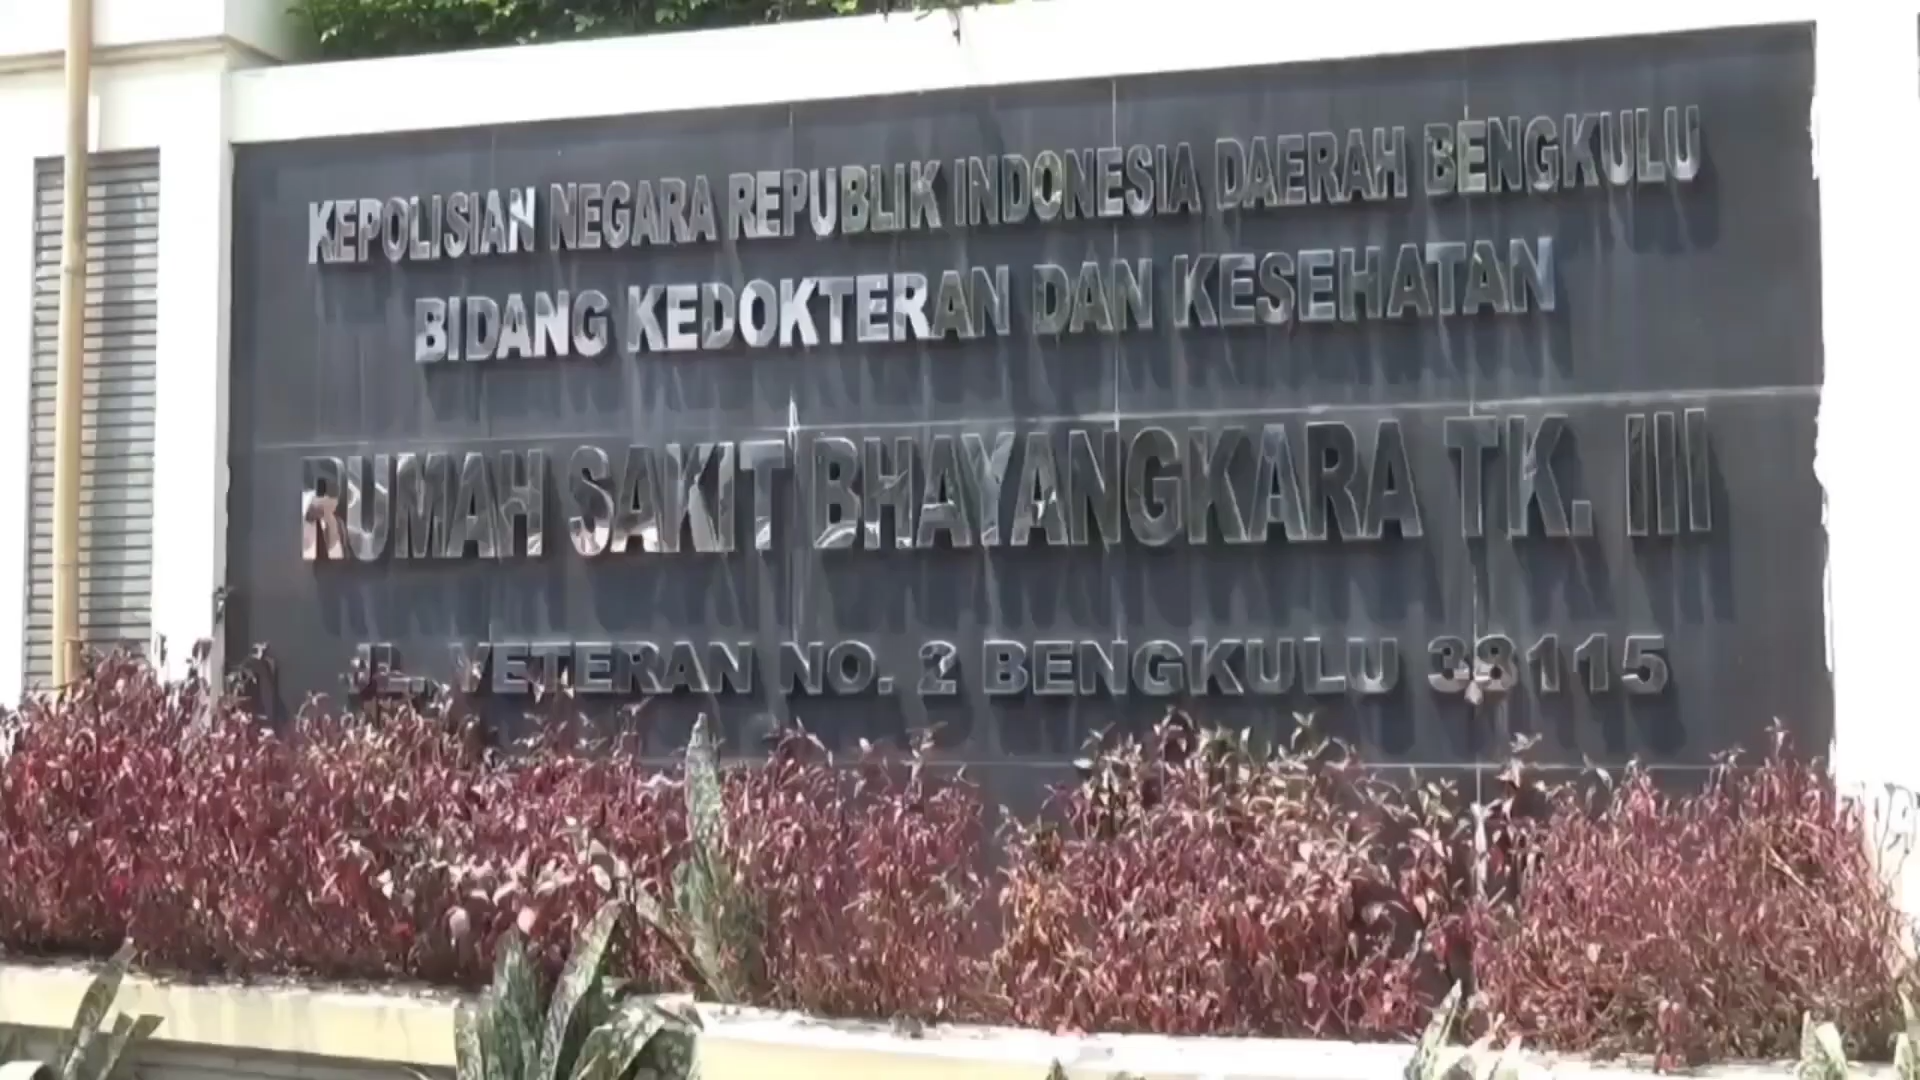 KEPOLISIAN NEGARA REPUBLIK INDONESIA DAERAH BENGKULU
BIDANG KEDOKTERAN DAN KESEHATAN
RUMAH SAKIT BHAYANGKARA TK. III
JL. VETERAN NO. 2 BENGKULU 38115